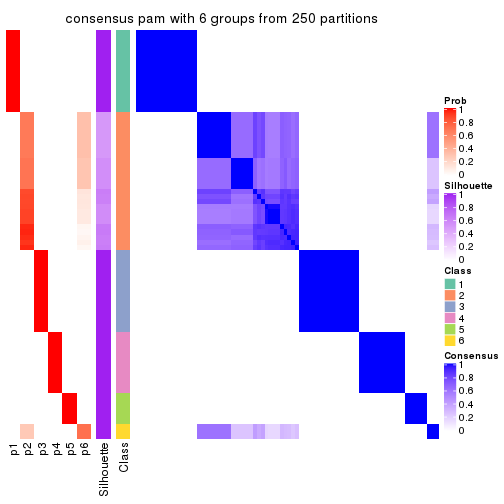 consensus pam with 6 groups from 250 partitions
Prob
1
0.8
0.6
0.4
0.2
0
Silhouette
1
0.8
0.6
0.4
0.2
0
Class
1
2
3
4
5
6
Consensus
1
0.8
0.6
0.4
0.2
0
p1
p2
p3
p4
p5
p6
Silhouette
Class